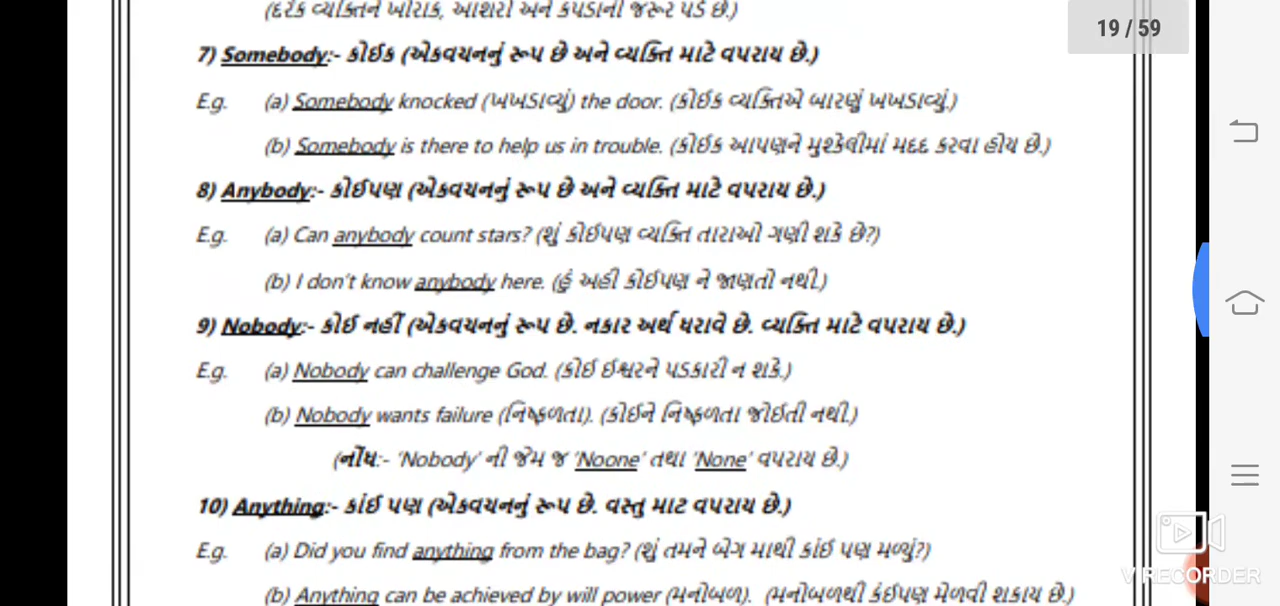 (દરેક વ્યક્તિને ખોરાક, આશરો અને કપડાની જરૂર પડે છે.)
19 / 59
7) Somebody:- કોઈક (એકવચનનું રૂપ છે અને વ્યક્તિ માટે વપરાય છે.)
E.g. (a) Somebody knocked (ખખડાવ્યું) the door. (કોઈક વ્યક્તિએ બારણું ખખડાવ્યું.)
(b) Somebody is there to help us in trouble. (કોઈક આપણને મુશ્કેલીમાં મદદ કરવા હોય છે.)
8) Anybody:- કોઈપણ (એકવચનનું રૂપ છે અને વ્યક્તિ માટે વપરાય છે.)
E.g. (a) Can anybody count stars? (શું કોઈપણ વ્યક્તિ તારાઓ ગણી શકે છે?)
(b) I don't know anybody here. (હું અહી કોઈપણ ને જાણતો નથી.)
9) Nobody:- કોઈ નહીં (એકવચનનું રૂપ છે. નકાર અર્થ ધરાવે છે. વ્યક્તિ માટે વપરાય છે.)
E.g. (a) Nobody can challenge God. (કોઈ ઈશ્વરને પડકારી ન શકે.)
(b) Nobody wants failure (નિષ્ફળતા). (કોઈને નિષ્ફળતા જોઈતી નથી.)
(નોંધ:- 'Nobody' ની જેમ જ 'Noone' તથા 'None' વપરાય છે.)
10) Anything:- કાંઈ પણ (એકવચનનું રૂપ છે. વસ્તુ માટ વપરાય છે.)
E.g. (a) Did you find anything from the bag? (શું તમને બેગ માથી કાંઈ પણ મળ્યું?)
(b) Anything can be achieved by will power (મનોબળ). (મનોબળથી કંઈપણ મેળવી શકાય છે.)
VIRECORDER